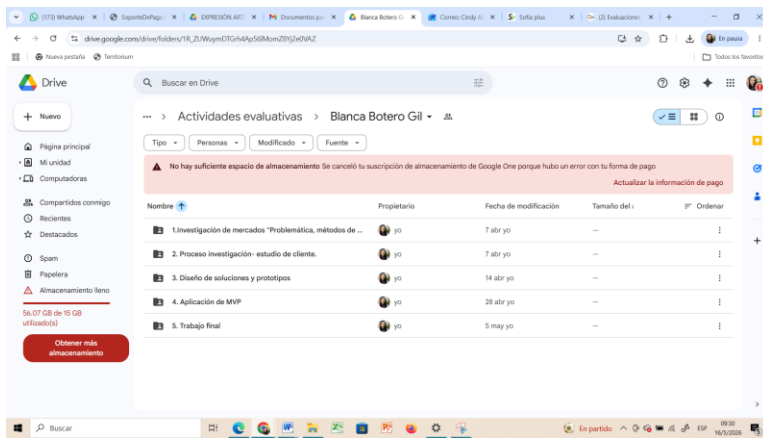 (173) WhatsApp
SoporteDePago
EXPRESIÓN ART
Documentos pa
Blanca Botero G
Correo: Cindy A
Sofia plus
(2) Evaluaciones
drive.google.com/drive/folders/
En pausa
Nueva pestaña
Territorium
Todos los favoritos
Drive
Buscar en Drive
Nuevo
Página principal
Mi unidad
Computadoras
Compartidos conmigo
Recientes
Destacados
Spam
Papelera
Almacenamiento lleno
56.07 GB de 15 GB
utilizado(s)
Obtener más
almacenamiento
... > Actividades evaluativas > Blanca Botero Gil
Tipo
Personas
Modificado
Fuente
No hay suficiente espacio de almacenamiento Se canceló tu suscripción de almacenamiento de Google One porque hubo un error con tu forma de pago
Actualizar la información de pago
Nombre Propietario Fecha de modificación Tamaño del Ordenar
1.Investigación de mercados "Problemática, métodos de ... yo 7 abr yo —
2. Proceso investigación- estudio de cliente. yo 7 abr yo —
3. Diseño de soluciones y prototipos yo 14 abr yo —
4. Aplicación de MVP yo 28 abr yo —
5. Trabajo final yo 5 may yo —
Buscar
En partido
ESP
09:30
16/5/2026